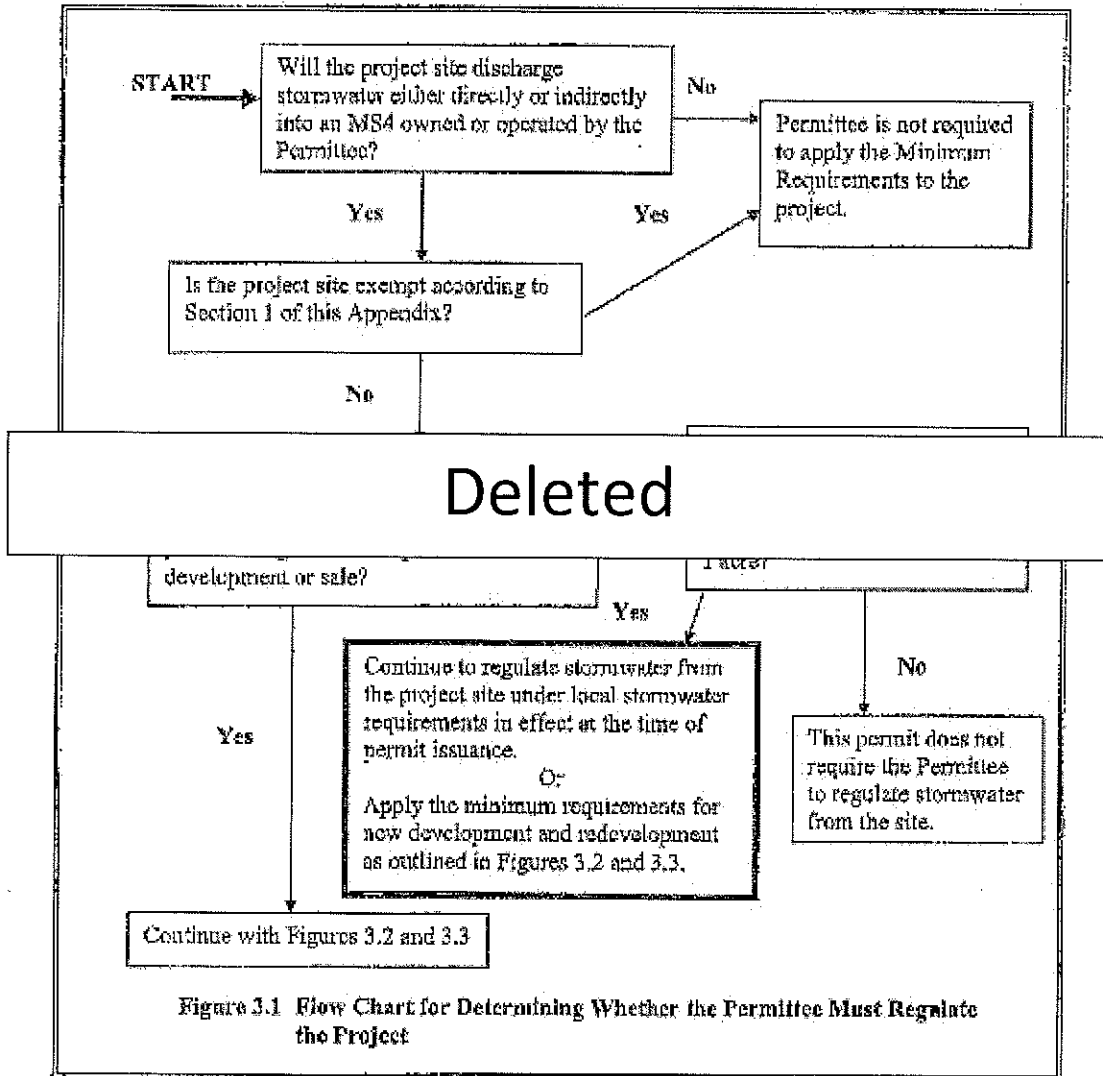 START
Will the project site discharge
stormwater either directly or indirectly
into an MS4 owned or operated by the
Permittee?
No
Permittee is not required
to apply the Minimum
Requirements to the
project.
Yes
Yes
Is the project site exempt according to
Section 1 of this Appendix?
No
Deleted
development or sale?
Yes
Continue to regulate stormwater from
the project site under local stormwater
requirements in effect at the time of
permit issuance.
Or
Apply the minimum requirements for
new development and redevelopment
as outlined in Figures 3.2 and 3.3.
No
Yes
This permit does not
require the Permittee
to regulate stormwater
from the site.
Continue with Figures 3.2 and 3.3
Figure 3.1 Flow Chart for Determining Whether the Permittee Must Regulate
the Project